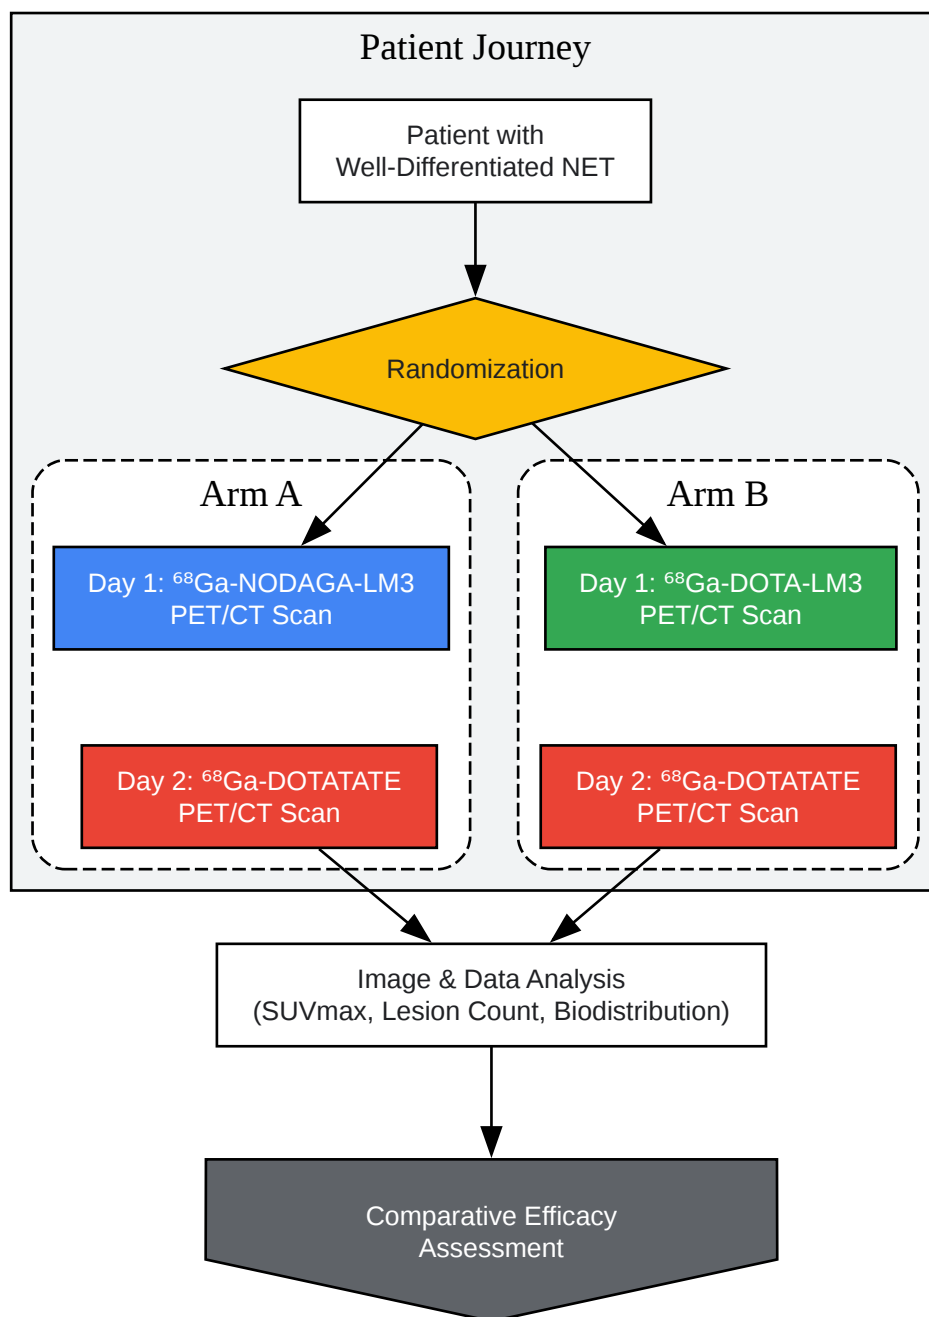 Patient Journey
Patient with
Well-Differentiated NET
Randomization
Arm A
Day 1: ⁶⁸Ga-NODAGA-LM3
PET/CT Scan
Day 2: ⁶⁸Ga-DOTATATE
PET/CT Scan
Arm B
Day 1: ⁶⁸Ga-DOTA-LM3
PET/CT Scan
Day 2: ⁶⁸Ga-DOTATATE
PET/CT Scan
Image & Data Analysis
(SUVmax, Lesion Count, Biodistribution)
Comparative Efficacy
Assessment